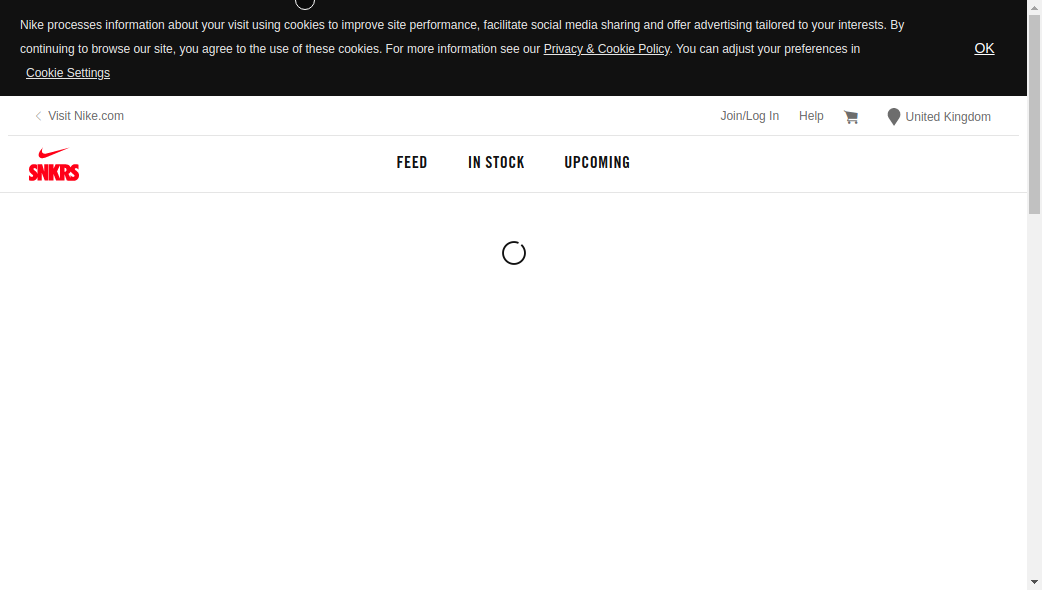 Nike processes information about your visit using cookies to improve site performance, facilitate social media sharing and offer advertising tailored to your interests. By
continuing to browse our site, you agree to the use of these cookies. For more information see our Privacy & Cookie Policy. You can adjust your preferences in
Cookie Settings
OK
Visit Nike.com
Join/Log In
Help
United Kingdom
SNKRS
FEED
IN STOCK
UPCOMING